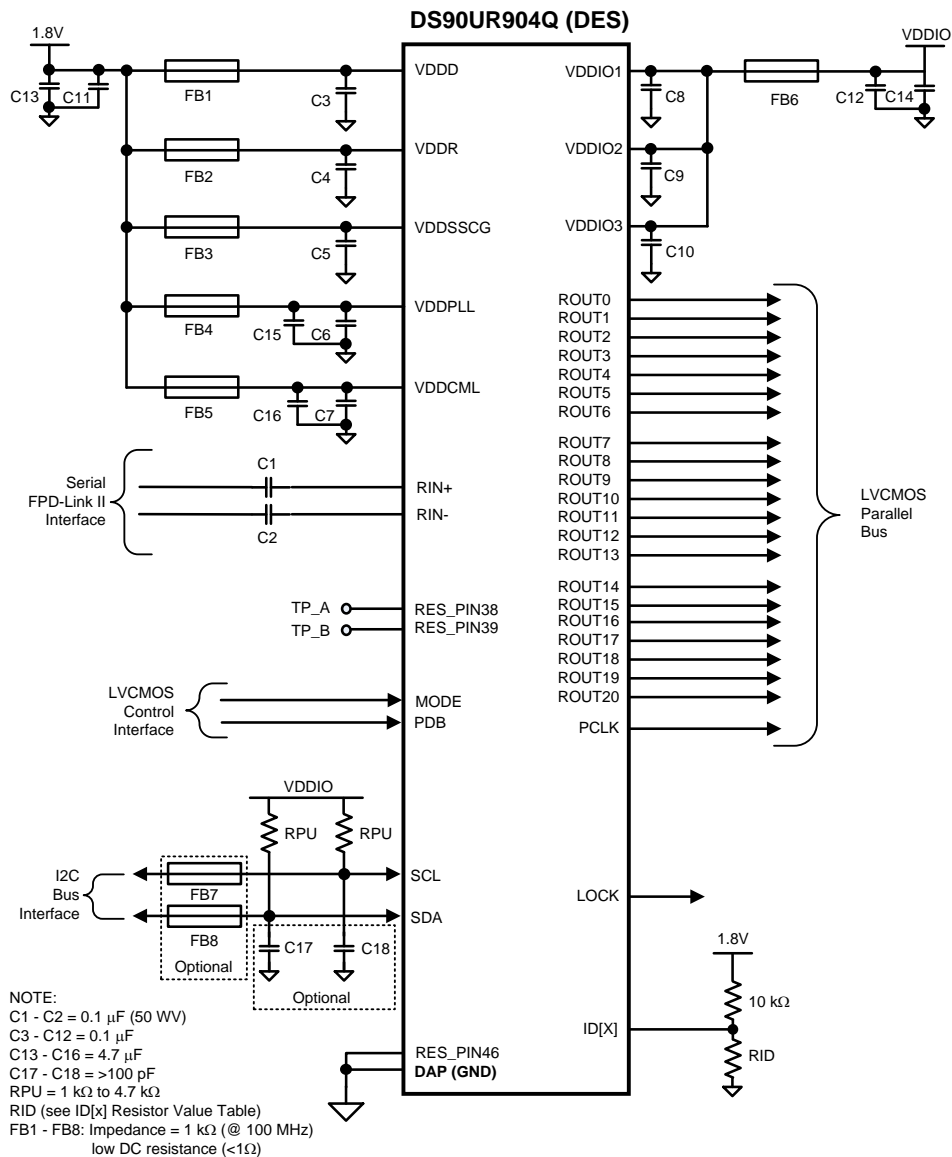 DS90UR904Q (DES)
1.8V
VDDIO
C13
C11
FB1
C3
VDDD
VDDIO1
C8
FB6
C12
C14
FB2
C4
VDDR
VDDIO2
C9
FB3
C5
VDDSSCG
VDDIO3
C10
FB4
C15
C6
VDDPLL
FB5
C16
C7
VDDCML
ROUT0
ROUT1
ROUT2
ROUT3
ROUT4
ROUT5
ROUT6
ROUT7
ROUT8
ROUT9
ROUT10
ROUT11
ROUT12
ROUT13
ROUT14
ROUT15
ROUT16
ROUT17
ROUT18
ROUT19
ROUT20
PCLK
LVCMOS
Parallel
Bus
Serial
FPD-Link II
Interface
C1
C2
RIN+
RIN-
TP_A
TP_B
RES_PIN38
RES_PIN39
LVCMOS
Control
Interface
MODE
PDB
VDDIO
RPU
RPU
I2C
Bus
Interface
FB7
FB8
Optional
SCL
SDA
C17
C18
Optional
LOCK
1.8V
10 kΩ
ID[X]
RID
RES_PIN46
DAP (GND)
NOTE:
C1 - C2 = 0.1 μF (50 WV)
C3 - C12 = 0.1 μF
C13 - C16 = 4.7 μF
C17 - C18 = >100 pF
RPU = 1 kΩ to 4.7 kΩ
RID (see ID[x] Resistor Value Table)
FB1 - FB8: Impedance = 1 kΩ (@ 100 MHz)
low DC resistance (<1Ω)